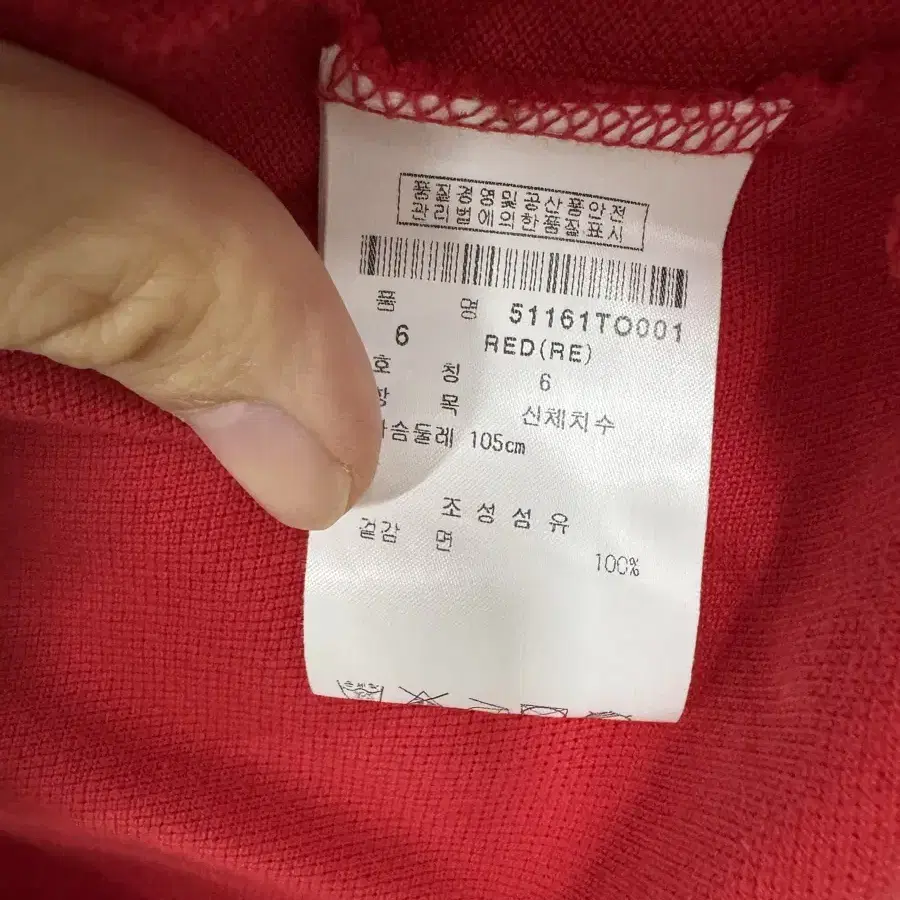 품질경영및공산품안전
관리법에의한품질표시
품 명 51161TO001
6 RED(RE)
호 칭 6
항 목 신체치수
가슴둘레 105cm
조성섬유
겉감 면
100%